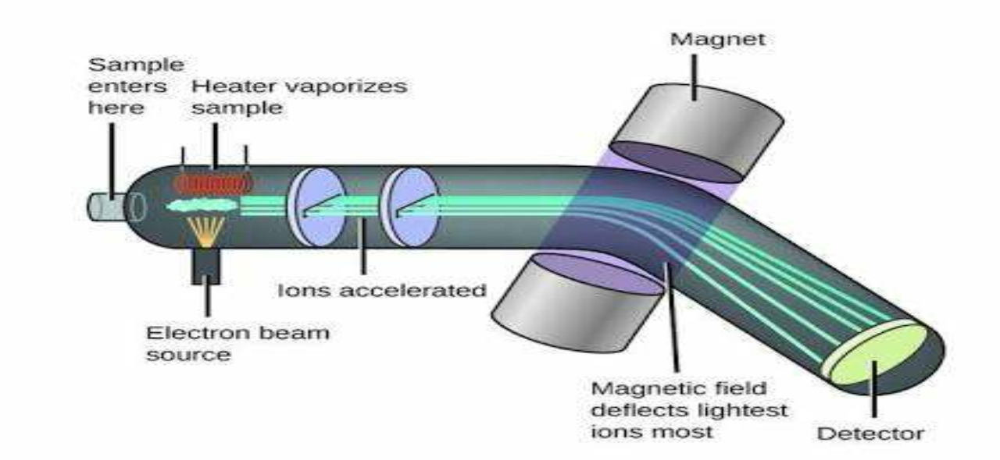 Magnet
Sample
enters
here
Heater vaporizes
sample
Ions accelerated
Electron beam
source
Magnetic field
deflects lightest
ions most
Detector